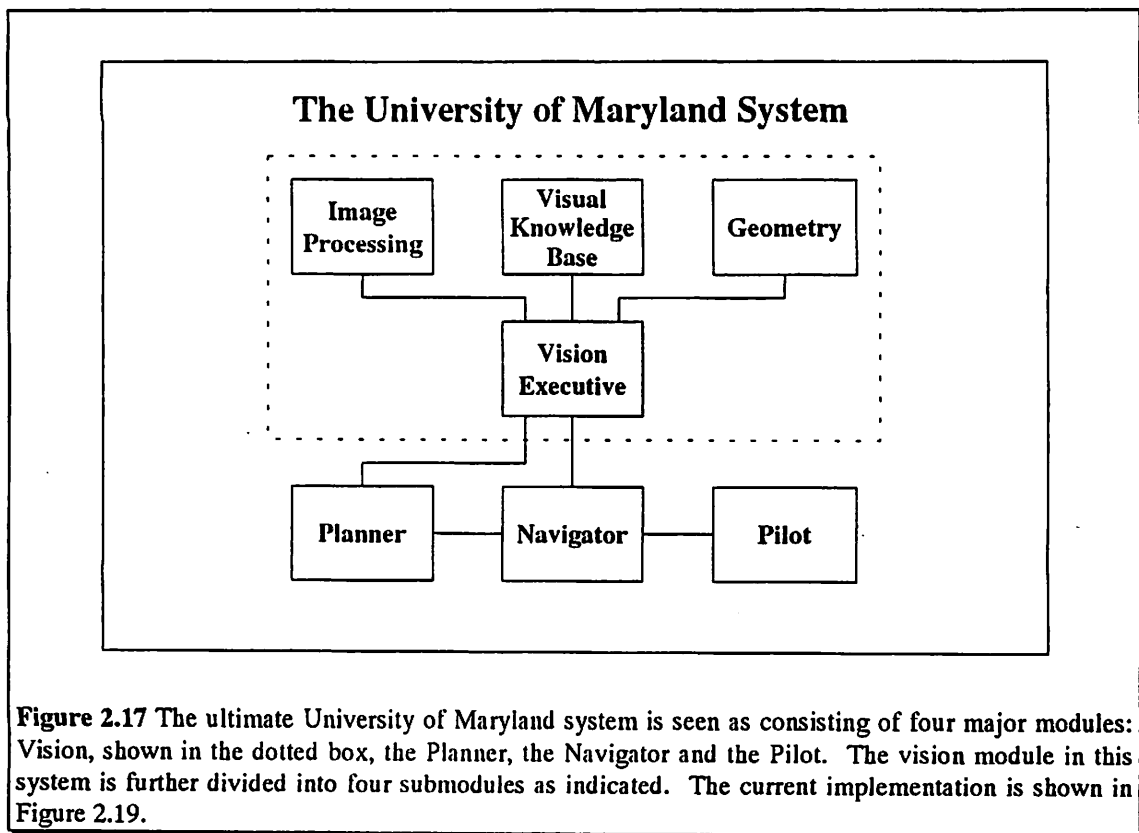 The University of Maryland System
Image
Processing
Visual
Knowledge
Base
Geometry
Vision
Executive
Planner
Navigator
Pilot
Figure 2.17 The ultimate University of Maryland system is seen as consisting of four major modules:
Vision, shown in the dotted box, the Planner, the Navigator and the Pilot. The vision module in this
system is further divided into four submodules as indicated. The current implementation is shown in
Figure 2.19.